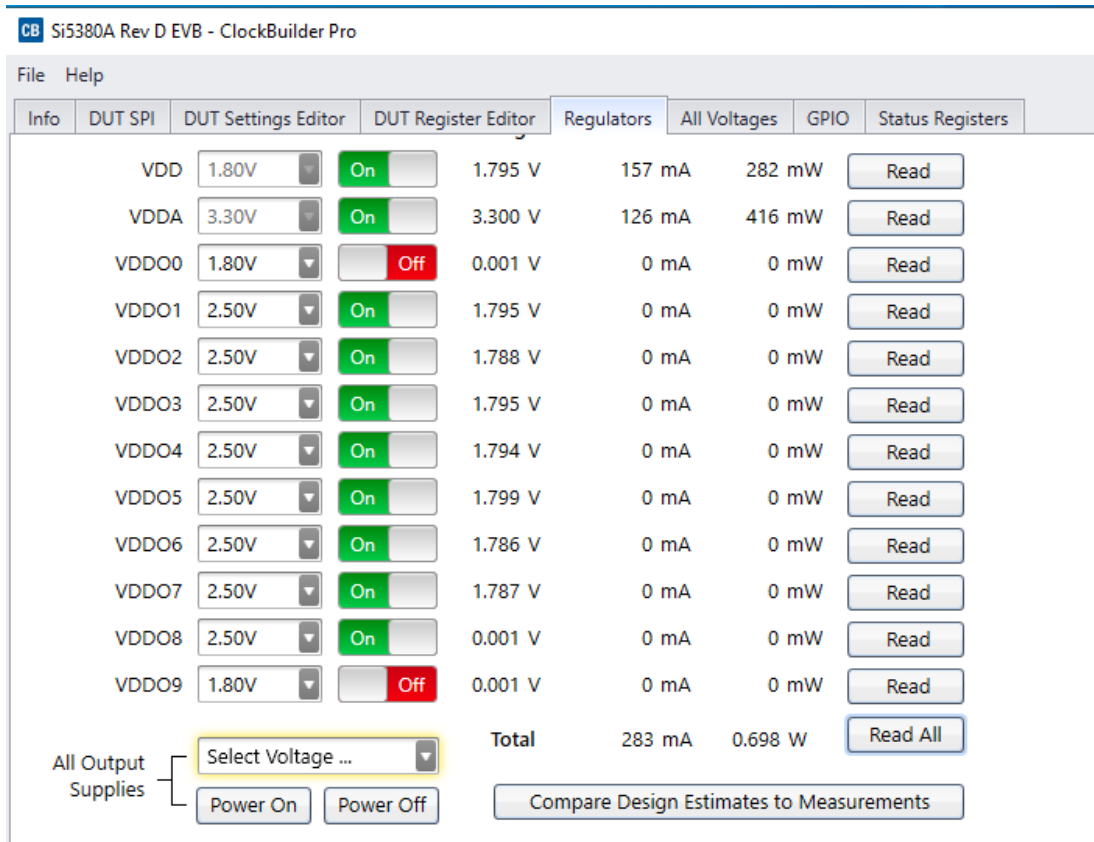 CB Si5380A Rev D EVB - ClockBuilder Pro
File Help
Info DUT SPI DUT Settings Editor DUT Register Editor Regulators All Voltages GPIO Status Registers
VDD 1.80V On 1.795 V 157 mA 282 mW Read
VDDA 3.30V On 3.300 V 126 mA 416 mW Read
VDDO0 1.80V Off 0.001 V 0 mA 0 mW Read
VDDO1 2.50V On 1.795 V 0 mA 0 mW Read
VDDO2 2.50V On 1.788 V 0 mA 0 mW Read
VDDO3 2.50V On 1.795 V 0 mA 0 mW Read
VDDO4 2.50V On 1.794 V 0 mA 0 mW Read
VDDO5 2.50V On 1.799 V 0 mA 0 mW Read
VDDO6 2.50V On 1.786 V 0 mA 0 mW Read
VDDO7 2.50V On 1.787 V 0 mA 0 mW Read
VDDO8 2.50V On 0.001 V 0 mA 0 mW Read
VDDO9 1.80V Off 0.001 V 0 mA 0 mW Read
Total 283 mA 0.698 W Read All
All Output Supplies
Select Voltage ...
Power On Power Off
Compare Design Estimates to Measurements